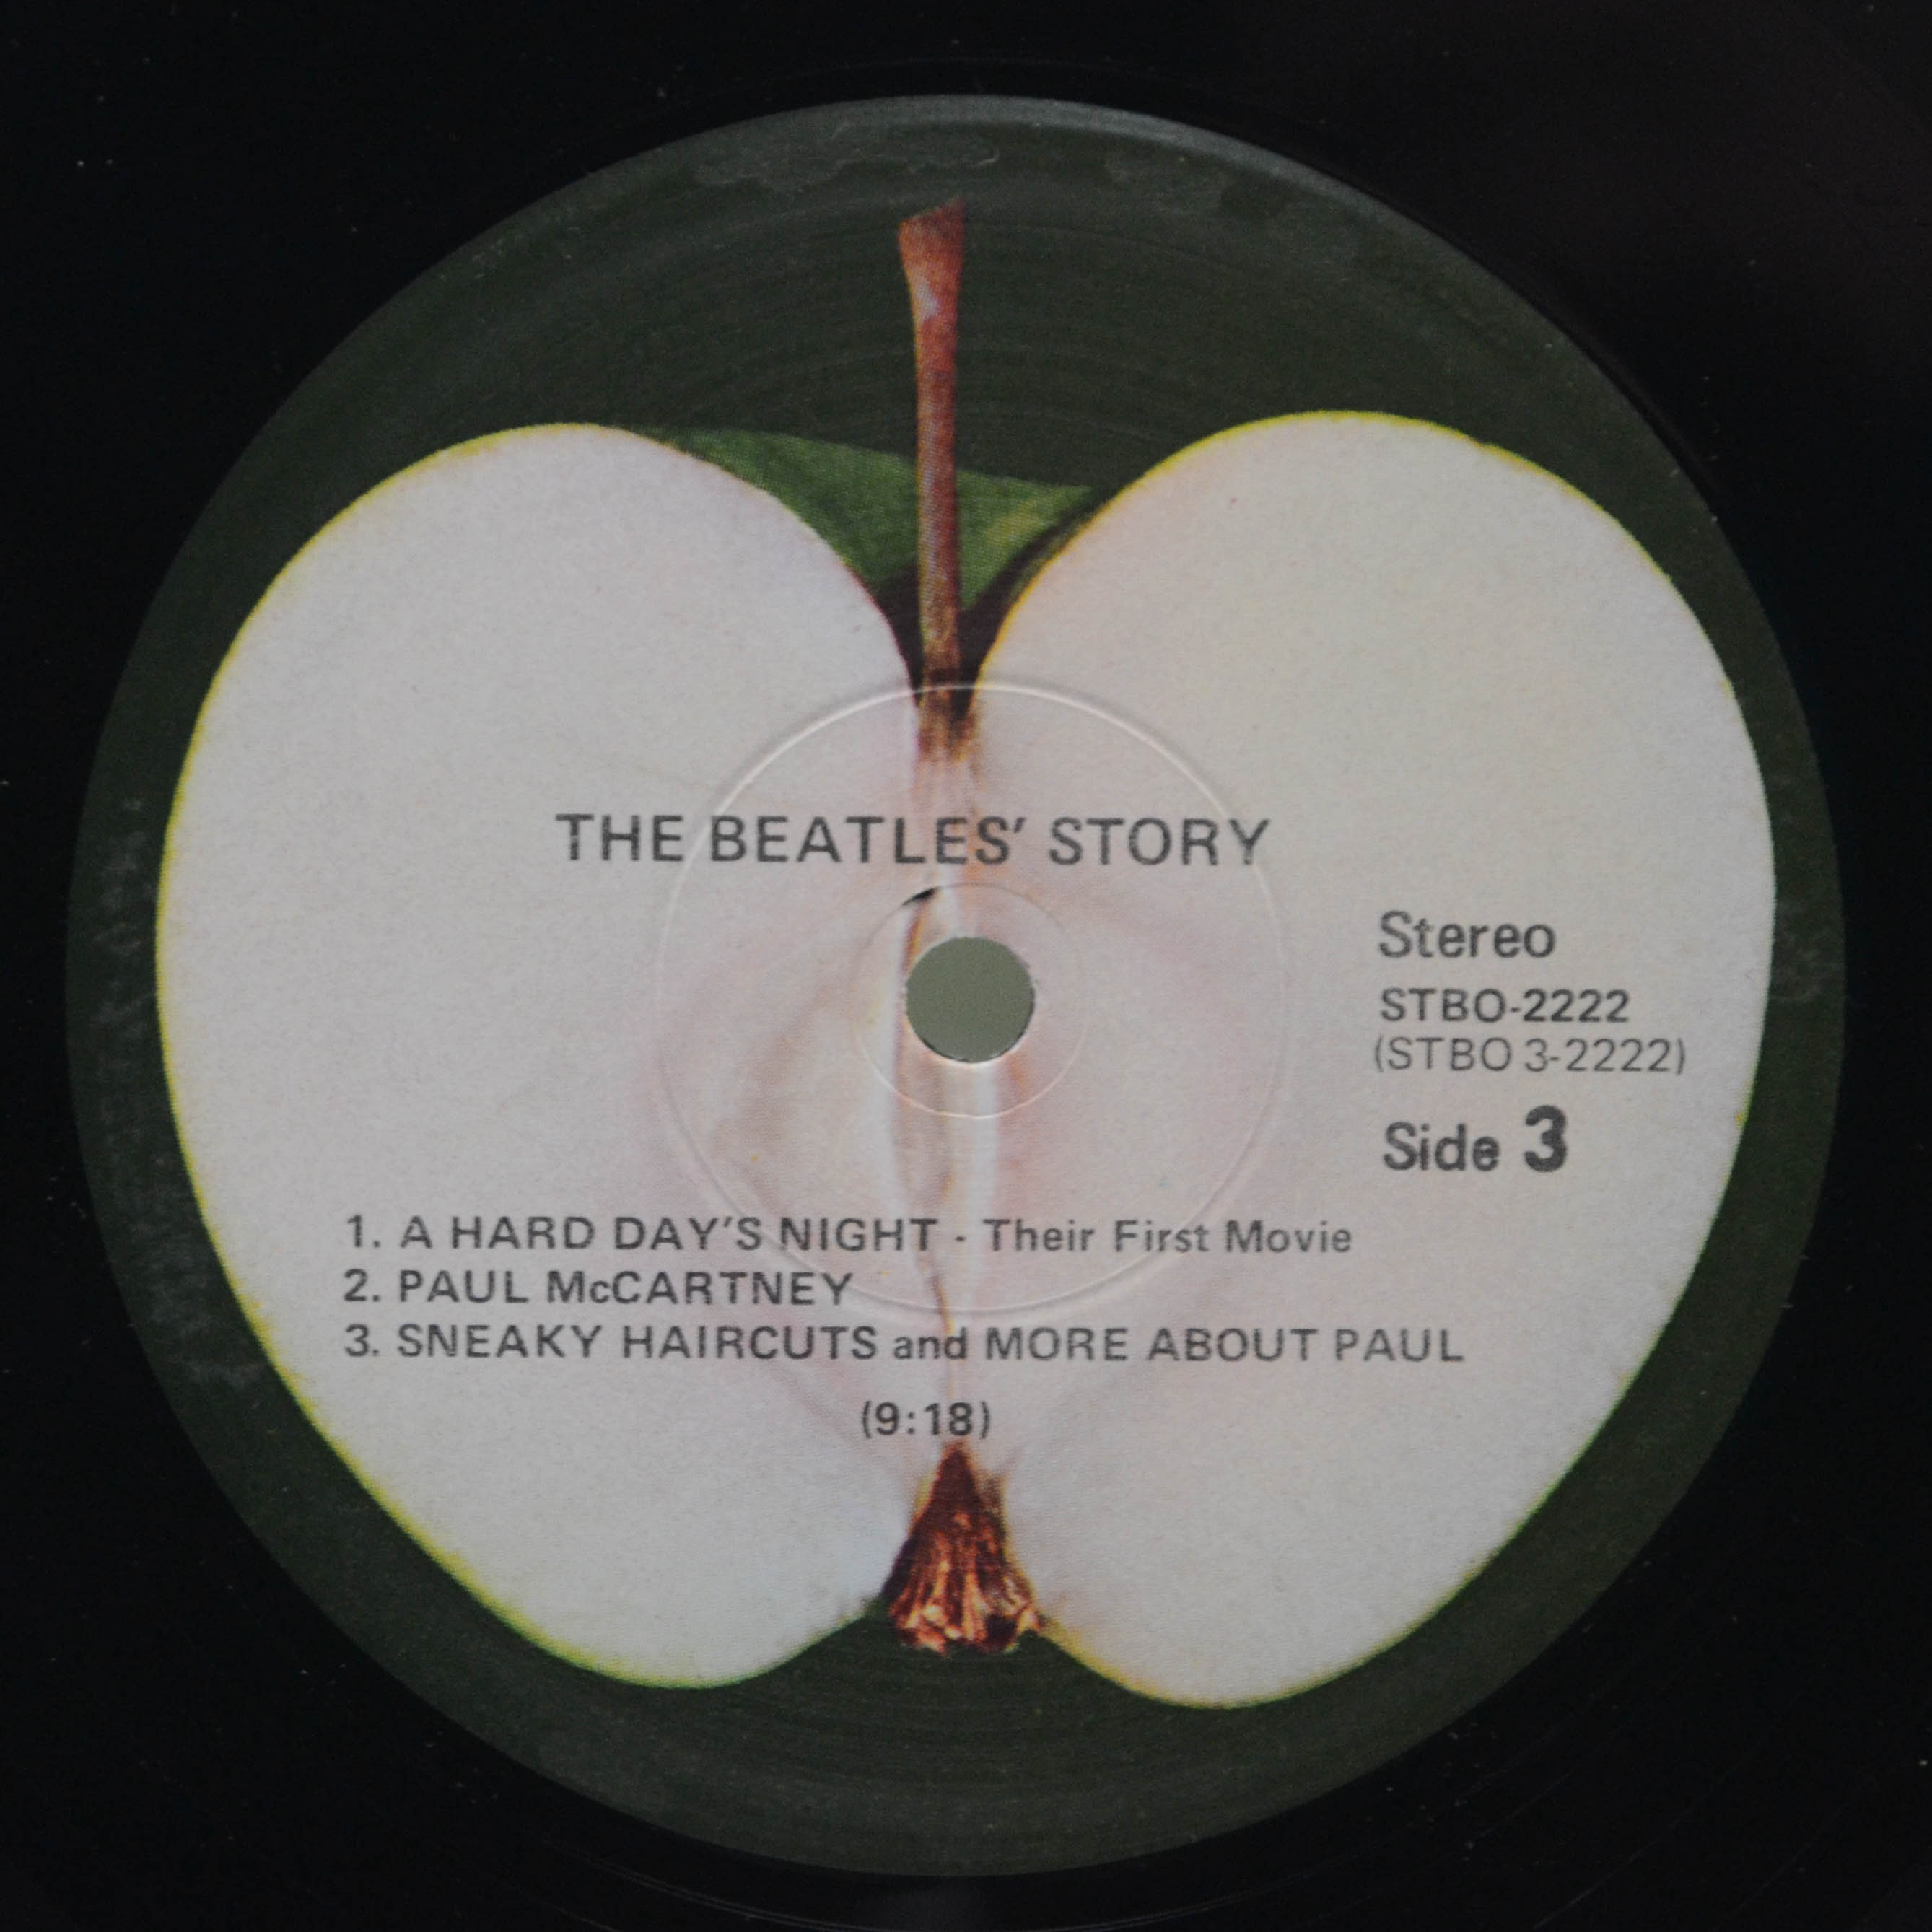 THE BEATLES' STORY
Stereo
STBO-2222
(STBO 3-2222)
Side 3
1. A HARD DAY'S NIGHT - Their First Movie
2. PAUL McCARTNEY
3. SNEAKY HAIRCUTS and MORE ABOUT PAUL
(9:18)